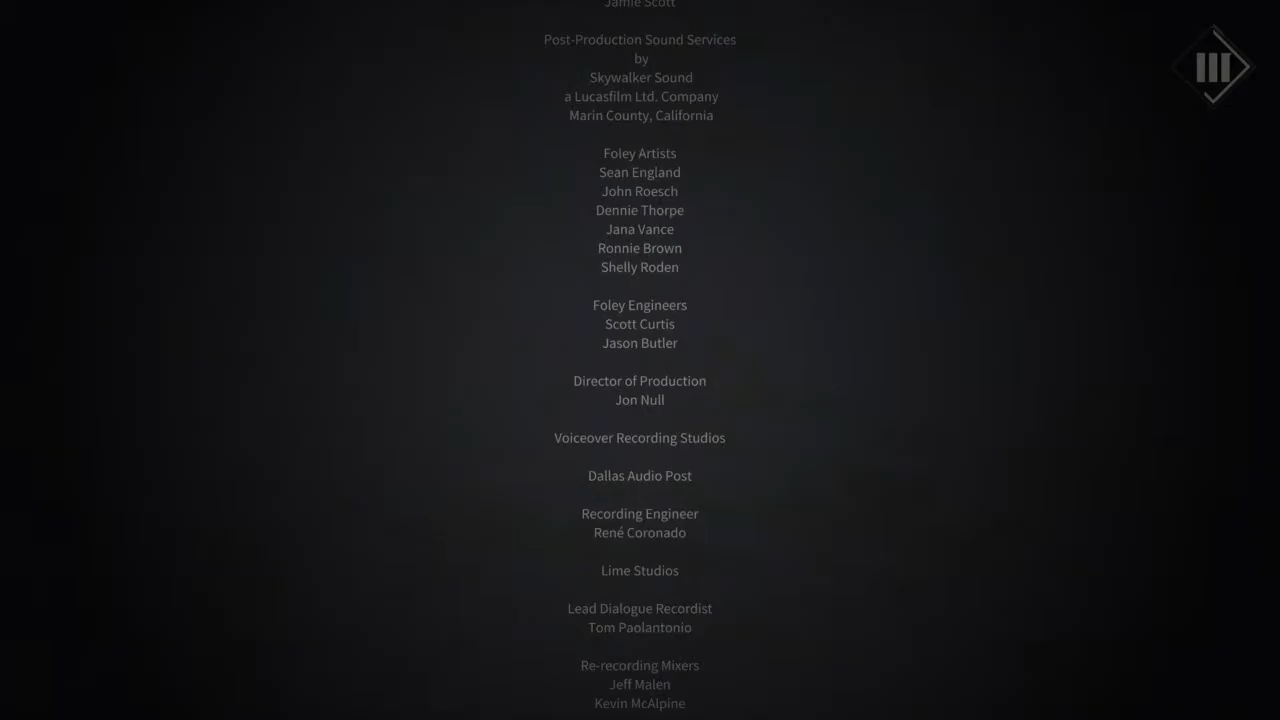 Jamie Scott
Post-Production Sound Services
by
Skywalker Sound
a Lucasfilm Ltd. Company
Marin County, California
Foley Artists
Sean England
John Roesch
Dennie Thorpe
Jana Vance
Ronnie Brown
Shelly Roden
Foley Engineers
Scott Curtis
Jason Butler
Director of Production
Jon Null
Voiceover Recording Studios
Dallas Audio Post
Recording Engineer
René Coronado
Lime Studios
Lead Dialogue Recordist
Tom Paolantonio
Re-recording Mixers
Jeff Malen
Kevin McAlpine